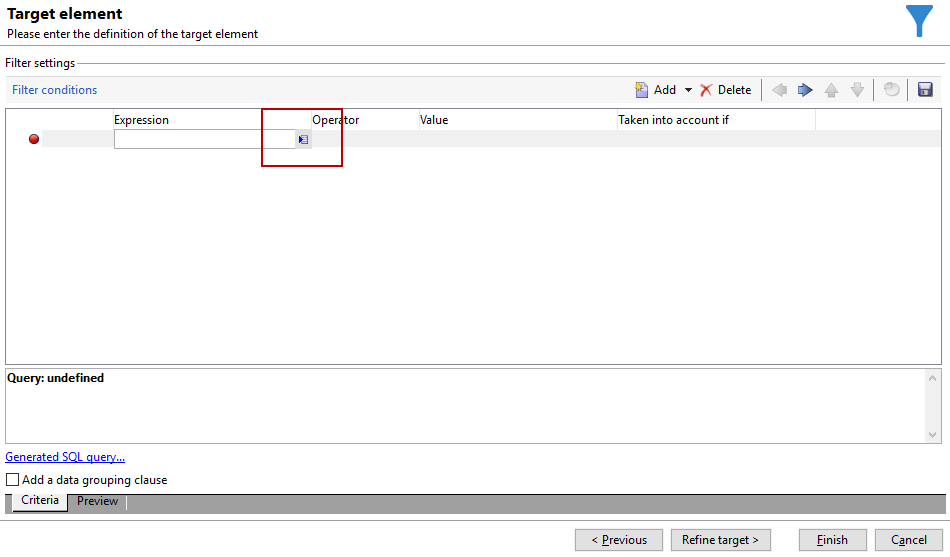 Target element
Please enter the definition of the target element
Filter settings
Filter conditions Add Delete
Expression Operator Value Taken into account if
Query: undefined
Generated SQL query...
Add a data grouping clause
Criteria Preview
< Previous Refine target > Finish Cancel